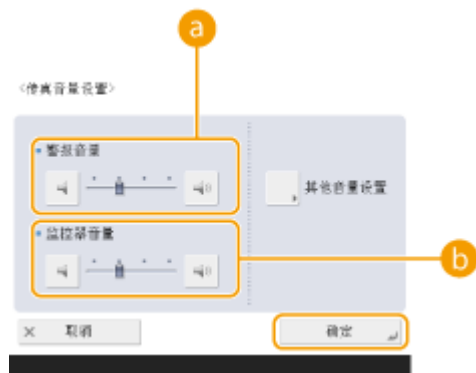 a
<传真音量设置>
警报音量
其他音量设置
监控器音量
b
× 取消
确定